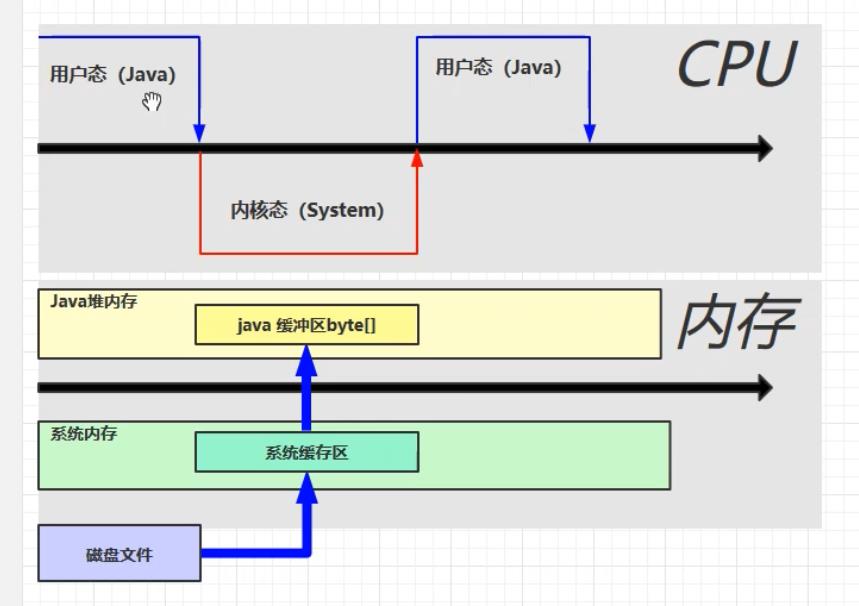 CPU
用户态（Java）
用户态（Java）
内核态（System）
Java堆内存
java 缓冲区byte[]
内存
系统内存
系统缓存区
磁盘文件